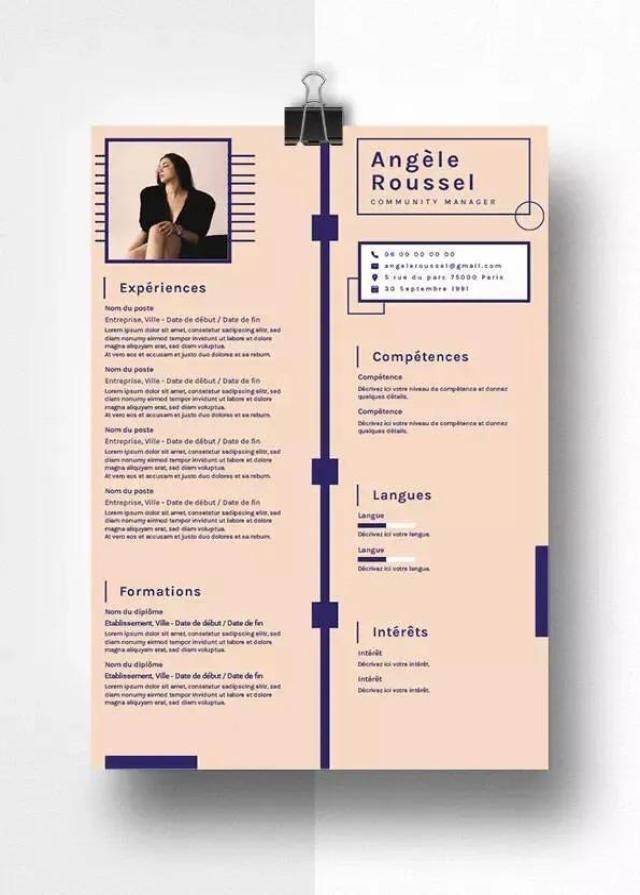 Angèle
Roussel
COMMUNITY MANAGER
06 00 00 00 00
angeleroussel@gmail.com
5 rue du parc 75000 Paris
30 Septembre 1991
Expériences
Nom du poste
Entreprise, Ville - Date de début / Date de fin
Lorem ipsum dolor sit amet, consetetur sadipscing elitr, sed
diam nonumy eirmod tempor invidunt ut labore et dolore
magna aliquyam erat, sed diam voluptua.
At vero eos et accusam et justo duo dolores et ea rebum.
Nom du poste
Entreprise, Ville - Date de début / Date de fin
Lorem ipsum dolor sit amet, consetetur sadipscing elitr, sed
diam nonumy eirmod tempor invidunt ut labore et dolore
magna aliquyam erat, sed diam voluptua.
At vero eos et accusam et justo duo dolores et ea rebum.
Nom du poste
Entreprise, Ville - Date de début / Date de fin
Lorem ipsum dolor sit amet, consetetur sadipscing elitr, sed
diam nonumy eirmod tempor invidunt ut labore et dolore
magna aliquyam erat, sed diam voluptua.
At vero eos et accusam et justo duo dolores et ea rebum.
Nom du poste
Entreprise, Ville - Date de début / Date de fin
Lorem ipsum dolor sit amet, consetetur sadipscing elitr, sed
diam nonumy eirmod tempor invidunt ut labore et dolore
magna aliquyam erat, sed diam voluptua.
At vero eos et accusam et justo duo dolores et ea rebum.
Formations
Nom du diplôme
Etablissement, Ville - Date de début / Date de fin
Lorem ipsum dolor sit amet, consetetur sadipscing elitr, sed
diam nonumy eirmod tempor invidunt ut labore et dolore
magna aliquyam erat, sed diam voluptua.
Nom du diplôme
Etablissement, Ville - Date de début / Date de fin
Lorem ipsum dolor sit amet, consetetur sadipscing elitr, sed
diam nonumy eirmod tempor invidunt ut labore et dolore
magna aliquyam erat, sed diam voluptua.
Compétences
Compétence
Décrivez ici votre niveau de compétence et donnez
quelques détails.
Compétence
Décrivez ici votre niveau de compétence et donnez
quelques détails.
Langues
Langue
Décrivez ici votre langue.
Langue
Décrivez ici votre langue.
Intérêts
Intérêt
Décrivez ici votre intérêt.
Intérêt
Décrivez ici votre intérêt.